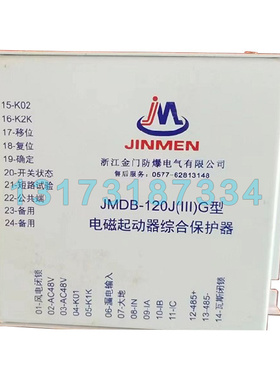 JM
JINMEN
浙江金门防爆电气有限公司
售后服务：0577-62813148
JMDB-120J(III)G型
电磁起动器综合保护器
15-K02
16-K2K
17-移位
18-复位
19-确定
20-开关状态
21-短路试验
22-公共端
23-备用
24-备用
13173187334
01-风电闭锁
02-AC48V
03-AC48V
04-K01
05-K1K
06-漏电输入
07-大地
08-IN
09-IA
10-IB
11-IC
12-485+
13-485-
14-瓦斯闭锁